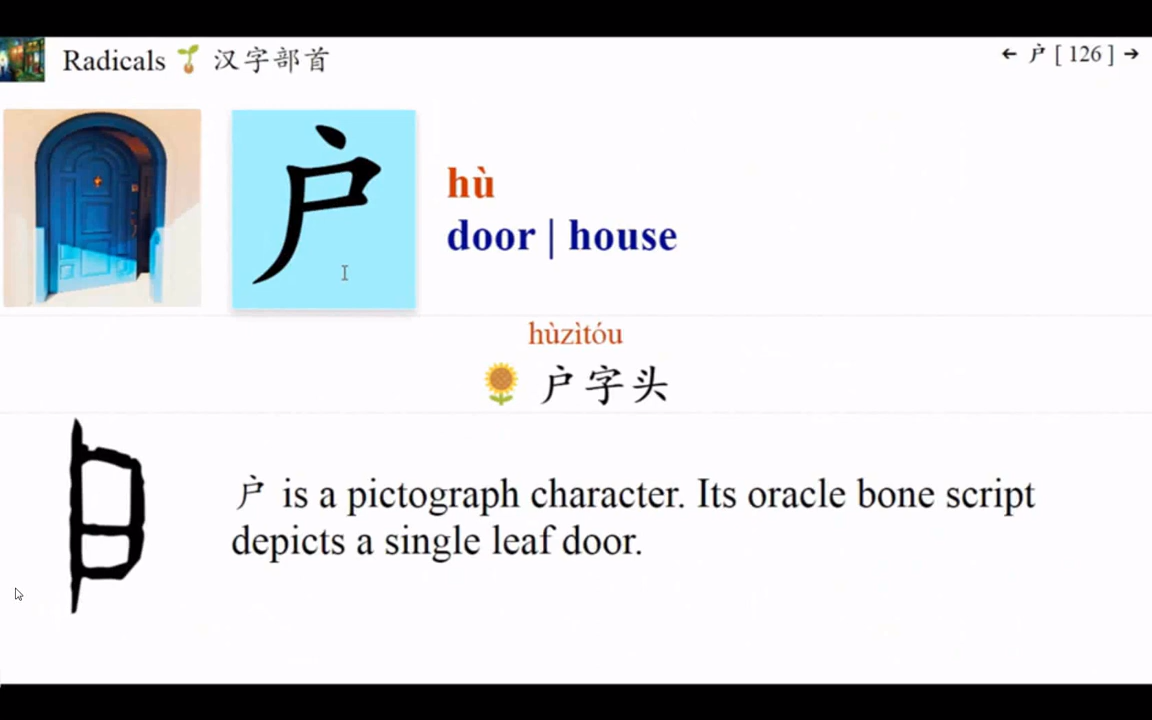 Radicals 汉字部首
← 户 [ 126 ] →
户
hù
door | house
hùzìtóu
户字头
户 is a pictograph character. Its oracle bone script
depicts a single leaf door.